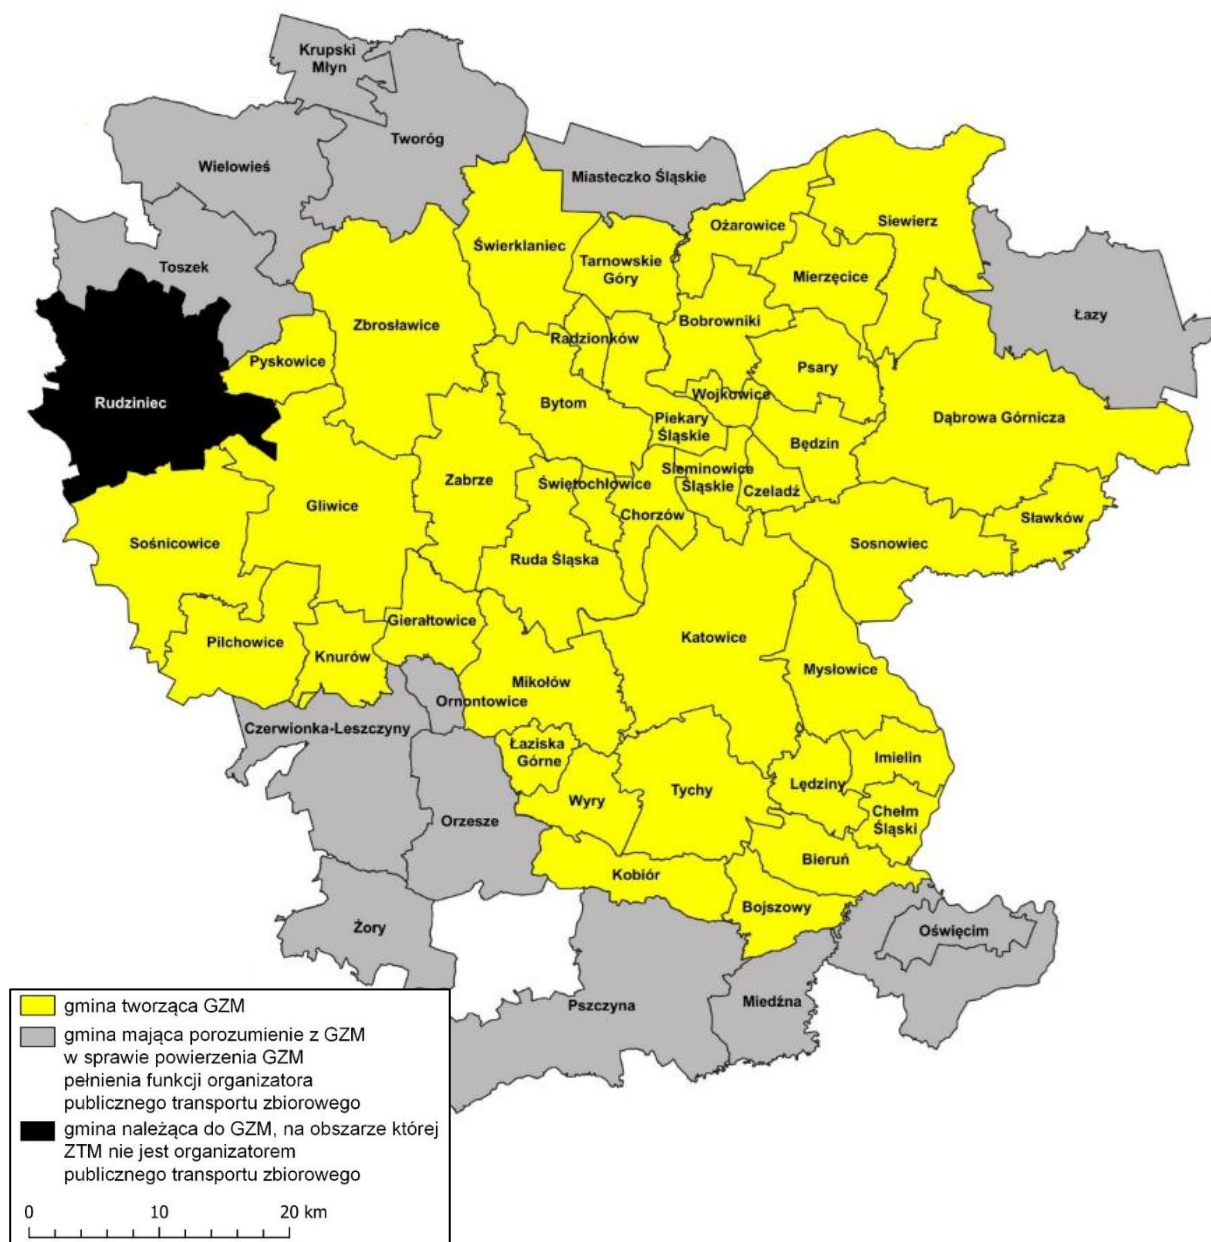 Krupski
Młyn
Tworóg
Wielowieś
Miasteczko Śląskie
Ożarowice
Siewierz
Świerklaniec
Toszek
Tarnowskie
Góry
Mierzęcice
Łazy
Zbrosławice
Bobrowniki
Radzionków
Pyskowice
Psary
Wojkowice
Rudziniec
Bytom
Dąbrowa Górnicza
Piekary
Śląskie
Będzin
Sieminowice
Śląskie
Zabrze
Świętochłowice
Czeladź
Gliwice
Chorzów
Sławków
Sośnicowice
Sosnowiec
Ruda Śląska
Gierałtowice
Katowice
Pilchowice
Knurów
Mysłowice
Mikołów
Ornontowice
Czerwionka-Leszczyny
Łaziska
Górne
Imielin
Lędziny
Tychy
Wyry
Chełm
Śląski
Orzesze
Bieruń
Kobiór
Bojszowy
Żory
Oświęcim
Pszczyna
Miedźna
gmina tworząca GZM
gmina mająca porozumienie z GZM
w sprawie powierzenia GZM
pełnienia funkcji organizatora
publicznego transportu zbiorowego
gmina należąca do GZM, na obszarze której
ZTM nie jest organizatorem
publicznego transportu zbiorowego
0 10 20 km